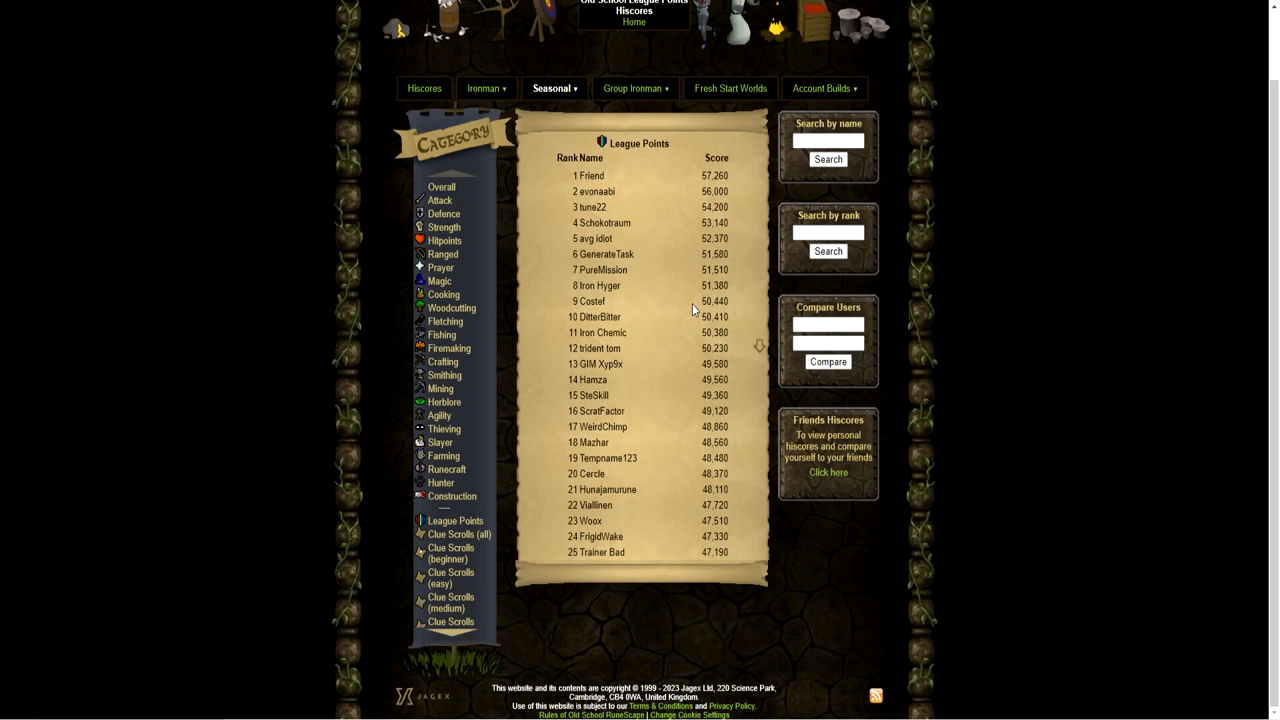 Old School League Points
Hiscores
Home
Hiscores
Ironman ▾
Seasonal ▾
Group Ironman ▾
Fresh Start Worlds
Account Builds ▾
CATEGORY
Overall
Attack
Defence
Strength
Hitpoints
Ranged
Prayer
Magic
Cooking
Woodcutting
Fletching
Fishing
Firemaking
Crafting
Smithing
Mining
Herblore
Agility
Thieving
Slayer
Farming
Runecraft
Hunter
Construction
----
League Points
Clue Scrolls (all)
Clue Scrolls
(beginner)
Clue Scrolls
(easy)
Clue Scrolls
(medium)
Clue Scrolls
League Points
Rank Name Score
1 Friend 57,260
2 evonaabi 56,000
3 tune22 54,200
4 Schokotraum 53,140
5 avg idiot 52,370
6 GenerateTask 51,580
7 PureMission 51,510
8 Iron Hyger 51,380
9 Costef 50,440
10 DitterBitter 50,410
11 Iron Chemic 50,380
12 trident tom 50,230
13 GIM Xyp9x 49,580
14 Hamza 49,560
15 SteSkill 49,360
16 ScratFactor 49,120
17 WeirdChimp 48,860
18 Mazhar 48,560
19 Tempname123 48,480
20 Cercle 48,370
21 Hunajamurune 48,110
22 Viallinen 47,720
23 Woox 47,510
24 FrigidWake 47,330
25 Trainer Bad 47,190
Search by name
Search
Search by rank
Search
Compare Users
Compare
Friends Hiscores
To view personal
hiscores and compare
yourself to your friends
Click here
JAGEX
This website and its contents are copyright © 1999 - 2023 Jagex Ltd, 220 Science Park,
Cambridge, CB4 0WA, United Kingdom.
Use of this website is subject to our Terms & Conditions and Privacy Policy.
Rules of Old School RuneScape | Change Cookie Settings